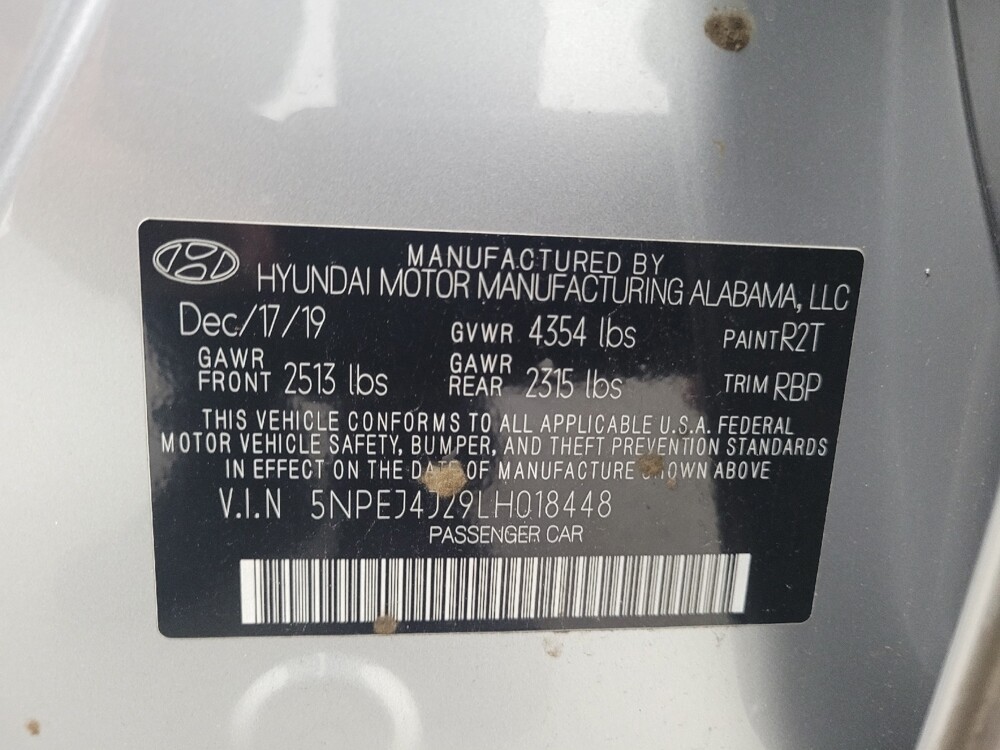 MANUFACTURED BY
HYUNDAI MOTOR MANUFACTURING ALABAMA, LLC
Dec/17/19 GVWR 4354 lbs PAINT R2T
GAWR FRONT 2513 lbs GAWR REAR 2315 lbs TRIM RBP
THIS VEHICLE CONFORMS TO ALL APPLICABLE U.S.A. FEDERAL
MOTOR VEHICLE SAFETY, BUMPER, AND THEFT PREVENTION STANDARDS
IN EFFECT ON THE DATE OF MANUFACTURE SHOWN ABOVE
V.I.N 5NPEJ4J29LH018448
PASSENGER CAR